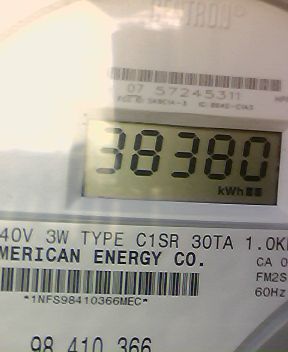 CENTRON®
07 57245311
38380
kWh
40V 3W TYPE C1SR 30TA 1.0K
MERICAN ENERGY CO.
CA 0
FM2S
60Hz
*1NFS98410366MEC*
98 410 366